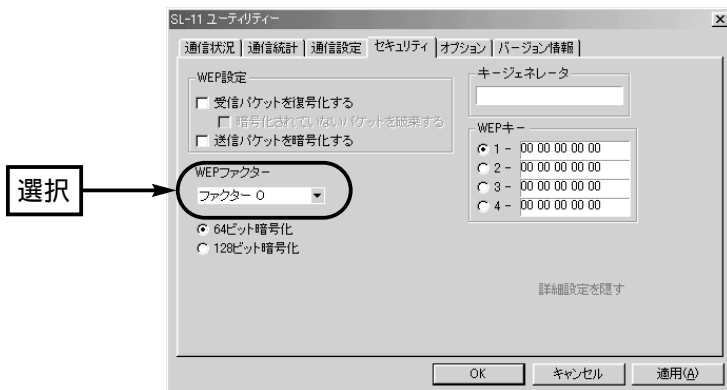 SL-11 ユーティリティー
通信状況 通信統計 通信設定 セキュリティ オプション バージョン情報
WEP設定
受信パケットを復号化する
暗号化されていないパケットを破棄する
送信パケットを暗号化する
キージェネレータ
WEPキー
1 - 00 00 00 00 00
2 - 00 00 00 00 00
3 - 00 00 00 00 00
4 - 00 00 00 00 00
選択
WEPファクター
ファクター 0
64ビット暗号化
128ビット暗号化
詳細設定を隠す
OK キャンセル 適用(A)